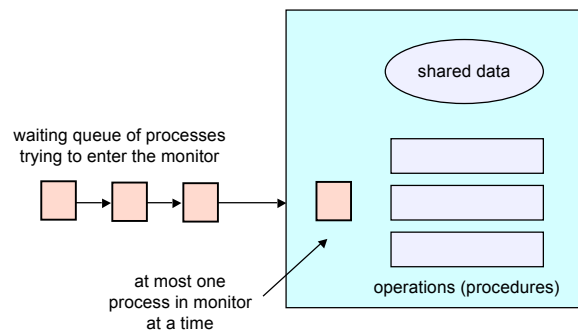 shared data
waiting queue of processes
trying to enter the monitor
at most one
process in monitor
at a time
operations (procedures)